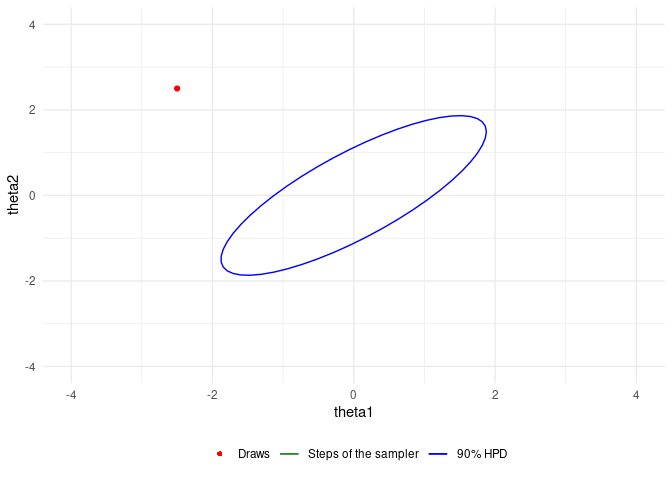 4
2
0
-2
-4
theta2
-4 -2 0 2 4
theta1
Draws Steps of the sampler 90% HPD